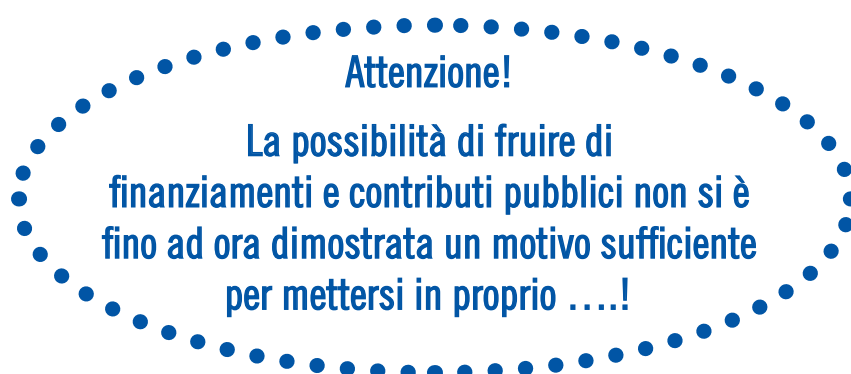 Attenzione!
La possibilità di fruire di
finanziamenti e contributi pubblici non si è
fino ad ora dimostrata un motivo sufficiente
per mettersi in proprio ….!